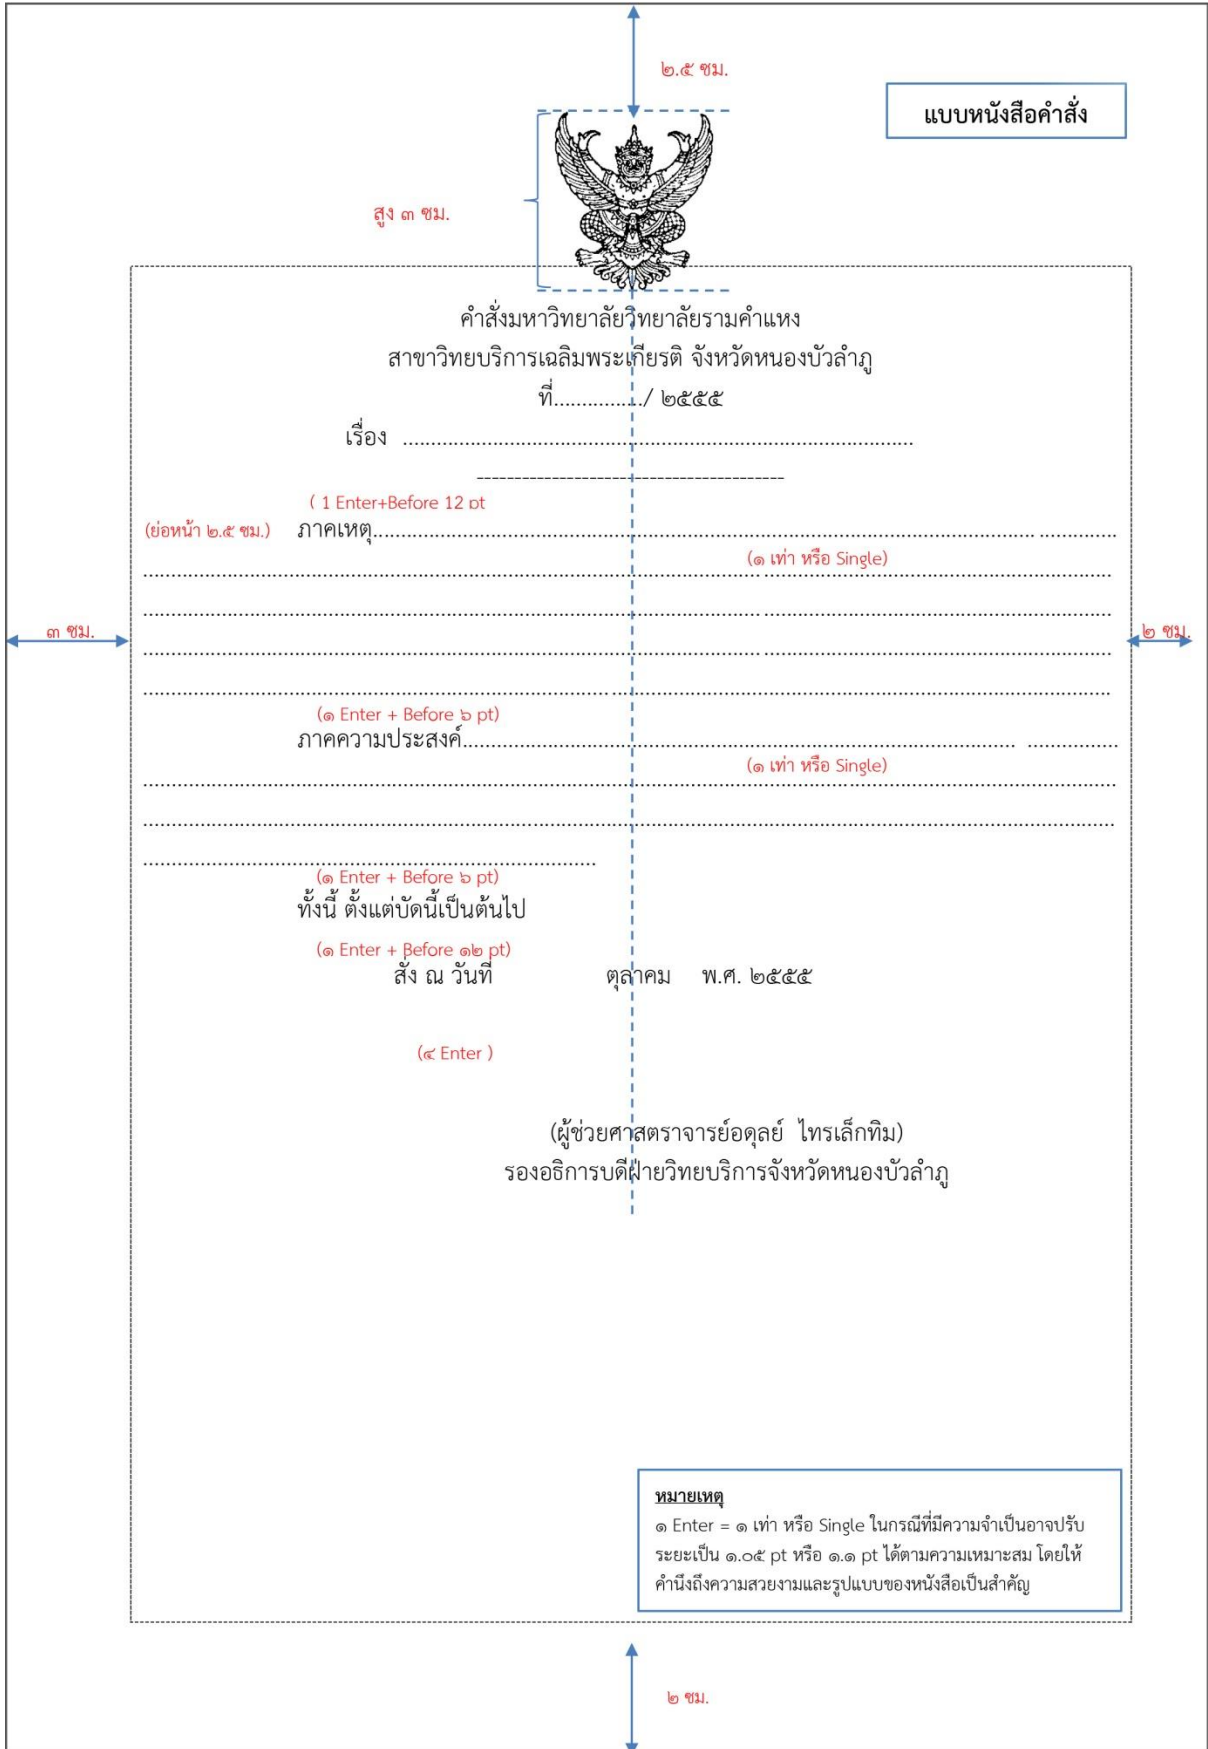 ๒.๕ ซม.
แบบหนังสือคำสั่ง
สูง ๓ ซม.
คำสั่งมหาวิทยาลัยวิทยาลัยรามคำแหง
สาขาวิทยบริการเฉลิมพระเกียรติ จังหวัดหนองบัวลำภู
ที่................/ ๒๕๕๕
เรื่อง ............................................................................................
-----------------------------------------
( 1 Enter+Before 12 pt
(ย่อหน้า ๒.๕ ซม.) ภาคเหตุ........................................................................................................................ ..............
(๑ เท่า หรือ Single)
................................................................................................................ ...............................................................
................................................................................................................ ...............................................................
๓ ซม.
๒ ซม.
................................................................................................................ ...............................................................
..................................................................................... ..........................................................................................
(๑ Enter + Before ๖ pt)
ภาคความประสงค์.................................................................................................... ................
(๑ เท่า หรือ Single)
...............................................................................................................................................................................
...............................................................................................................................................................................
.................................................................................
(๑ Enter + Before ๖ pt)
ทั้งนี้ ตั้งแต่บัดนี้เป็นต้นไป
(๑ Enter + Before ๑๒ pt)
สั่ง ณ วันที่ ตุลาคม พ.ศ. ๒๕๕๕
(๔ Enter )
(ผู้ช่วยศาสตราจารย์อดุลย์ ไทรเล็กทิม)
รองอธิการบดีฝ่ายวิทยบริการจังหวัดหนองบัวลำภู
หมายเหตุ
๑ Enter = ๑ เท่า หรือ Single ในกรณีที่มีความจำเป็นอาจปรับ
ระยะเป็น ๑.๐๕ pt หรือ ๑.๑ pt ได้ตามความเหมาะสม โดยให้
คำนึงถึงความสวยงามและรูปแบบของหนังสือเป็นสำคัญ
๒ ซม.